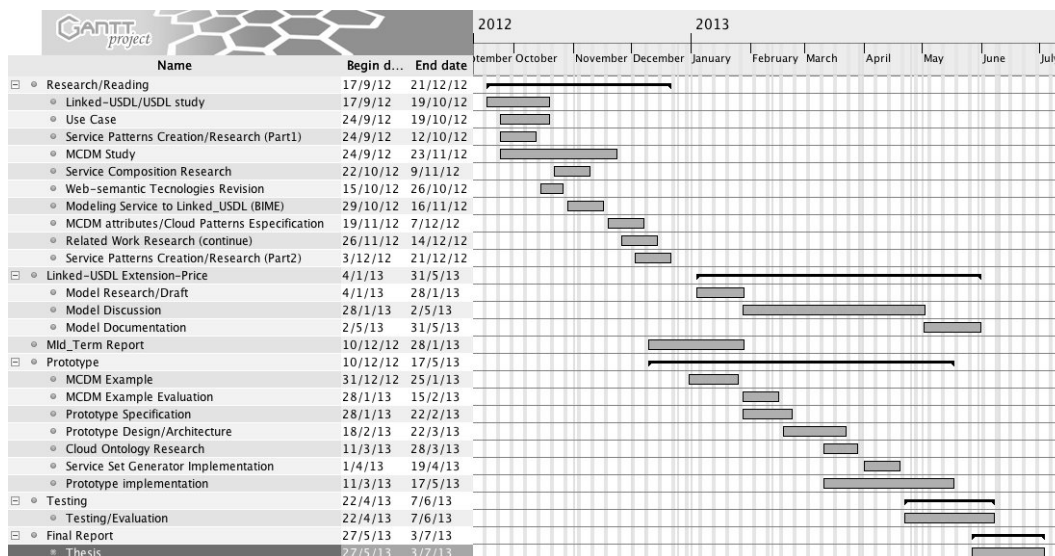 GANTT
project
2012 2013
tember October November December January February March April May June July
Name Begin d... End date
Research/Reading 17/9/12 21/12/12
Linked-USDL/USDL study 17/9/12 19/10/12
Use Case 24/9/12 19/10/12
Service Patterns Creation/Research (Part1) 24/9/12 12/10/12
MCDM Study 24/9/12 23/11/12
Service Composition Research 22/10/12 9/11/12
Web-semantic Tecnologies Revision 15/10/12 26/10/12
Modeling Service to Linked_USDL (BIME) 29/10/12 16/11/12
MCDM attributes/Cloud Patterns Especification 19/11/12 7/12/12
Related Work Research (continue) 26/11/12 14/12/12
Service Patterns Creation/Research (Part2) 3/12/12 21/12/12
Linked-USDL Extension-Price 4/1/13 31/5/13
Model Research/Draft 4/1/13 28/1/13
Model Discussion 28/1/13 2/5/13
Model Documentation 2/5/13 31/5/13
MId_Term Report 10/12/12 28/1/13
Prototype 10/12/12 17/5/13
MCDM Example 31/12/12 25/1/13
MCDM Example Evaluation 28/1/13 15/2/13
Prototype Specification 28/1/13 22/2/13
Prototype Design/Architecture 18/2/13 22/3/13
Cloud Ontology Research 11/3/13 28/3/13
Service Set Generator Implementation 1/4/13 19/4/13
Prototype implementation 11/3/13 17/5/13
Testing 22/4/13 7/6/13
Testing/Evaluation 22/4/13 7/6/13
Final Report 27/5/13 3/7/13
Thesis 27/5/13 3/7/13